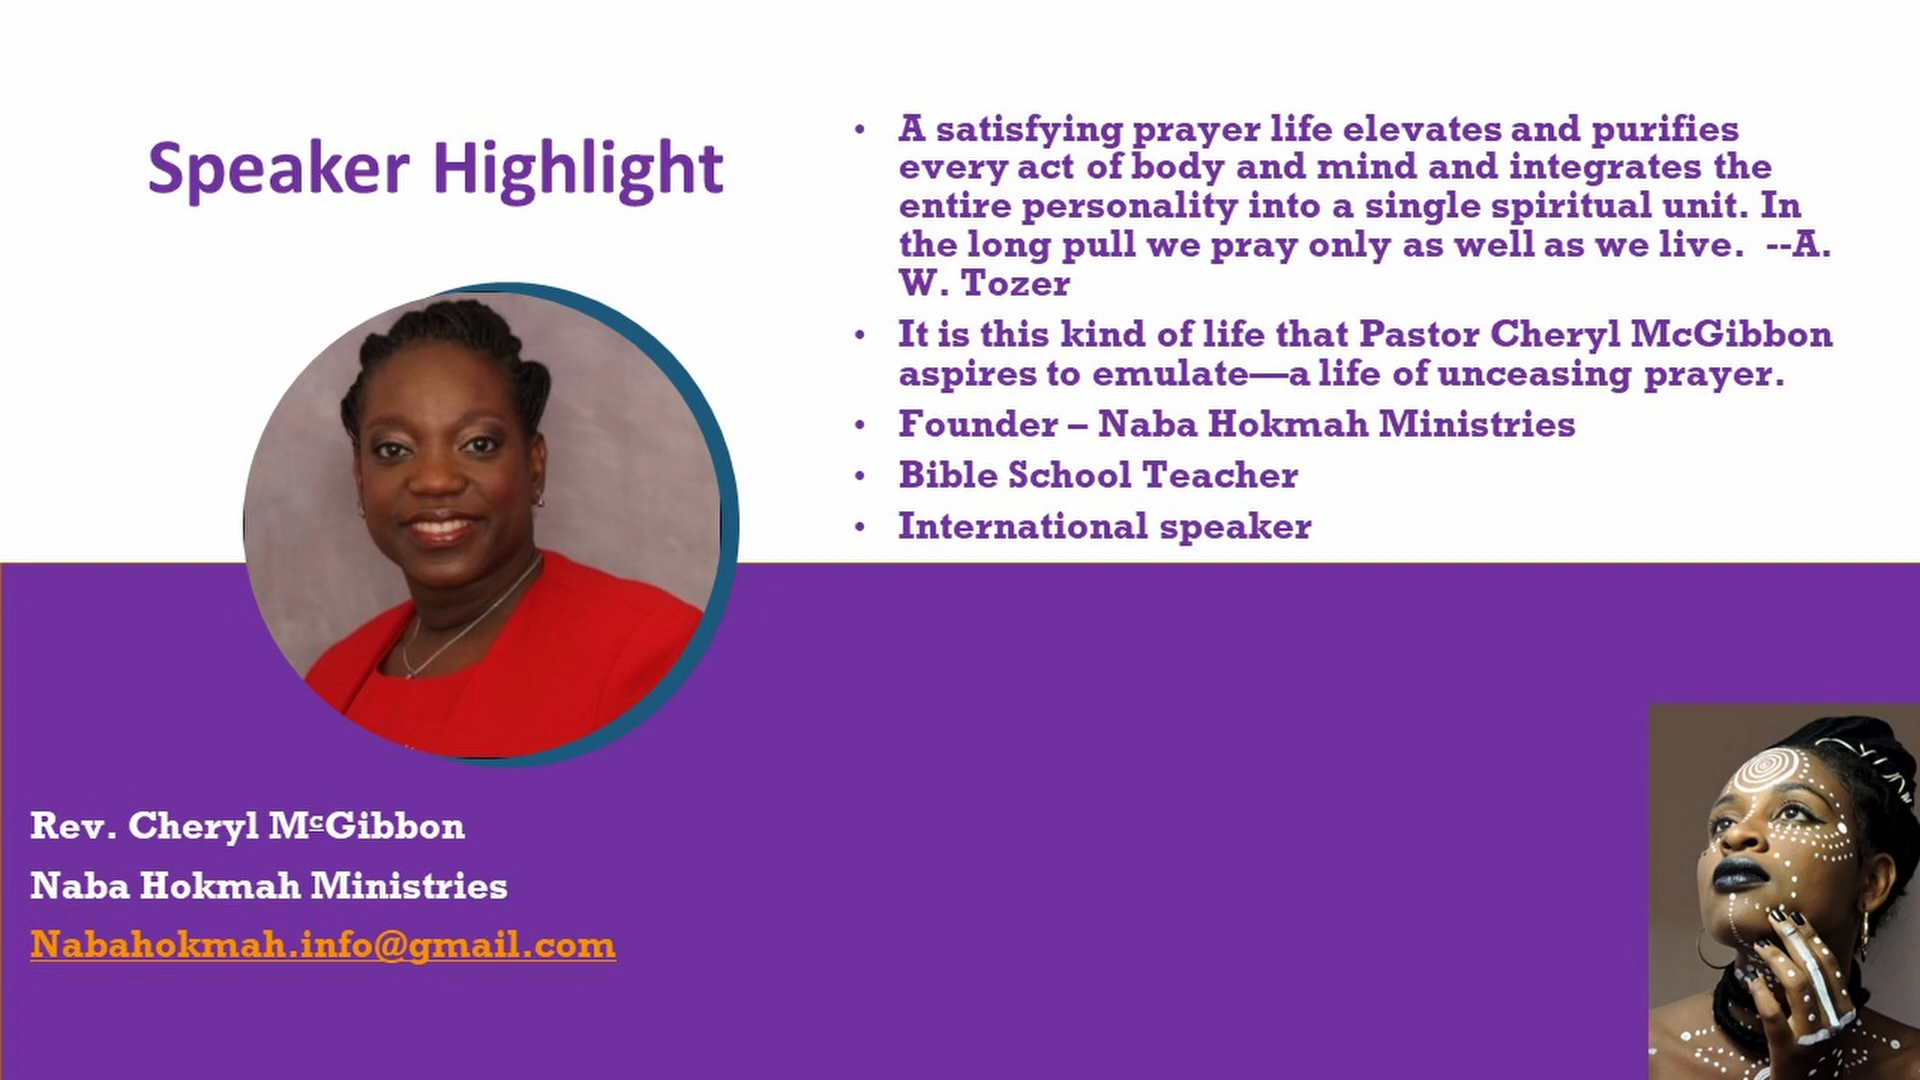 Speaker Highlight
• A satisfying prayer life elevates and purifies
every act of body and mind and integrates the
entire personality into a single spiritual unit. In
the long pull we pray only as well as we live.  --A.
W. Tozer
• It is this kind of life that Pastor Cheryl McGibbon
aspires to emulate—a life of unceasing prayer.
• Founder – Naba Hokmah Ministries
• Bible School Teacher
• International speaker
Rev. Cheryl McGibbon
Naba Hokmah Ministries
Nabahokmah.info@gmail.com